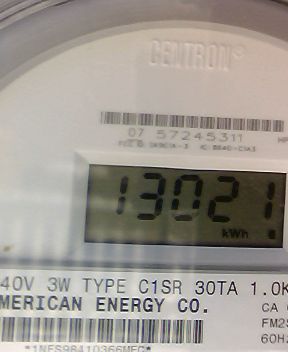 CENTRON®
07 57245311
13021
kWh
40V 3W TYPE C1SR 30TA 1.0K
MERICAN ENERGY CO.
CA
FM2S
60HZ